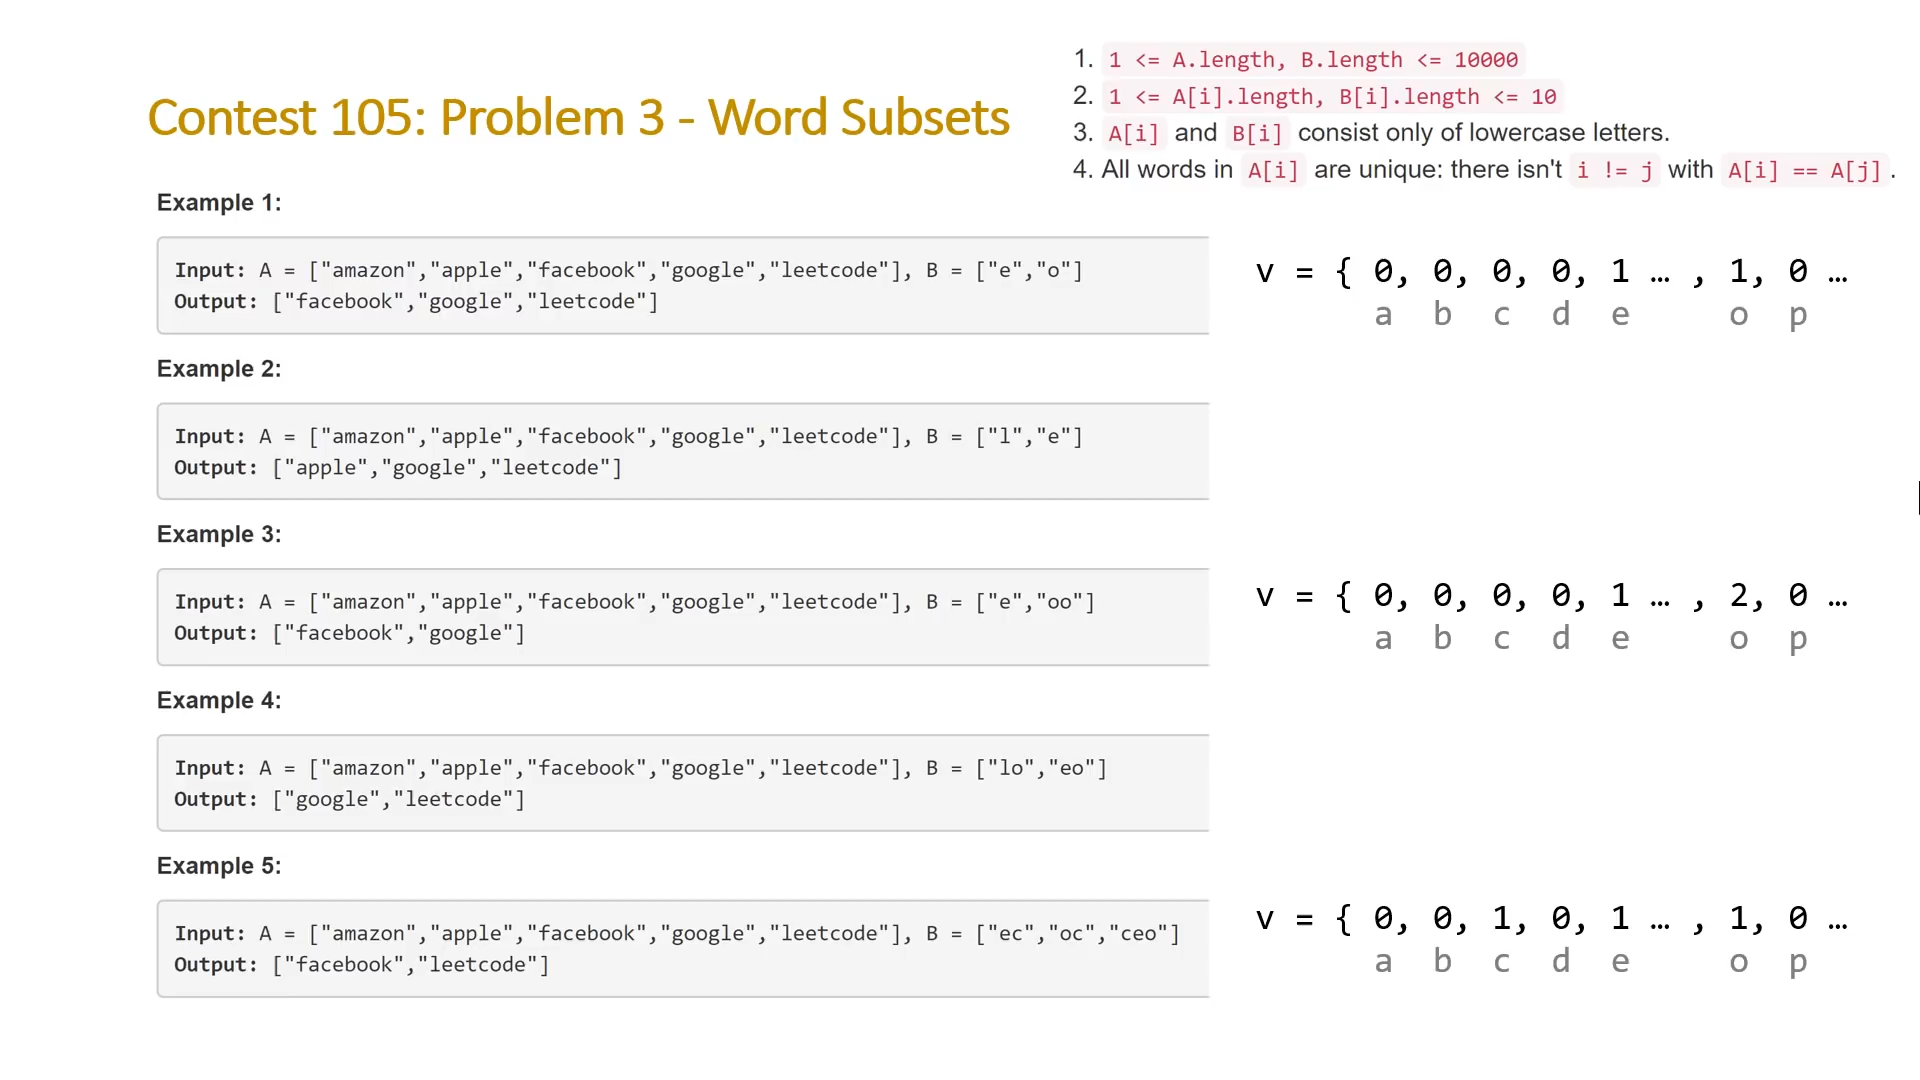 1. 1 <= A.length, B.length <= 10000
2. 1 <= A[i].length, B[i].length <= 10
3. A[i] and B[i] consist only of lowercase letters.
4. All words in A[i] are unique: there isn't i != j with A[i] == A[j] .
Contest 105: Problem 3 - Word Subsets
Example 1:
Input: A = ["amazon","apple","facebook","google","leetcode"], B = ["e","o"]
Output: ["facebook","google","leetcode"]
v = { 0, 0, 0, 0, 1 … , 1, 0 …
a b c d e o p
Example 2:
Input: A = ["amazon","apple","facebook","google","leetcode"], B = ["l","e"]
Output: ["apple","google","leetcode"]
Example 3:
Input: A = ["amazon","apple","facebook","google","leetcode"], B = ["e","oo"]
Output: ["facebook","google"]
v = { 0, 0, 0, 0, 1 … , 2, 0 …
a b c d e o p
Example 4:
Input: A = ["amazon","apple","facebook","google","leetcode"], B = ["lo","eo"]
Output: ["google","leetcode"]
Example 5:
Input: A = ["amazon","apple","facebook","google","leetcode"], B = ["ec","oc","ceo"]
Output: ["facebook","leetcode"]
v = { 0, 0, 1, 0, 1 … , 1, 0 …
a b c d e o p